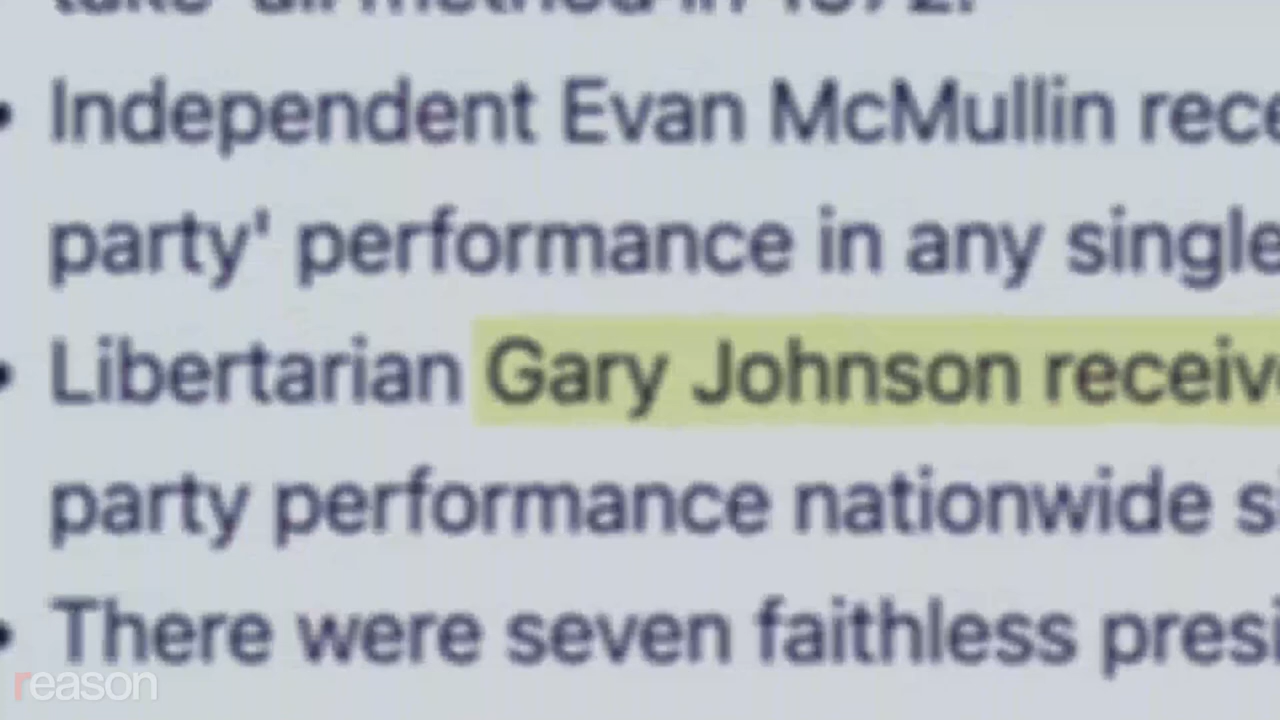 Independent Evan McMullin rece
party' performance in any single
Libertarian Gary Johnson receiv
party performance nationwide s
There were seven faithless presi
reason